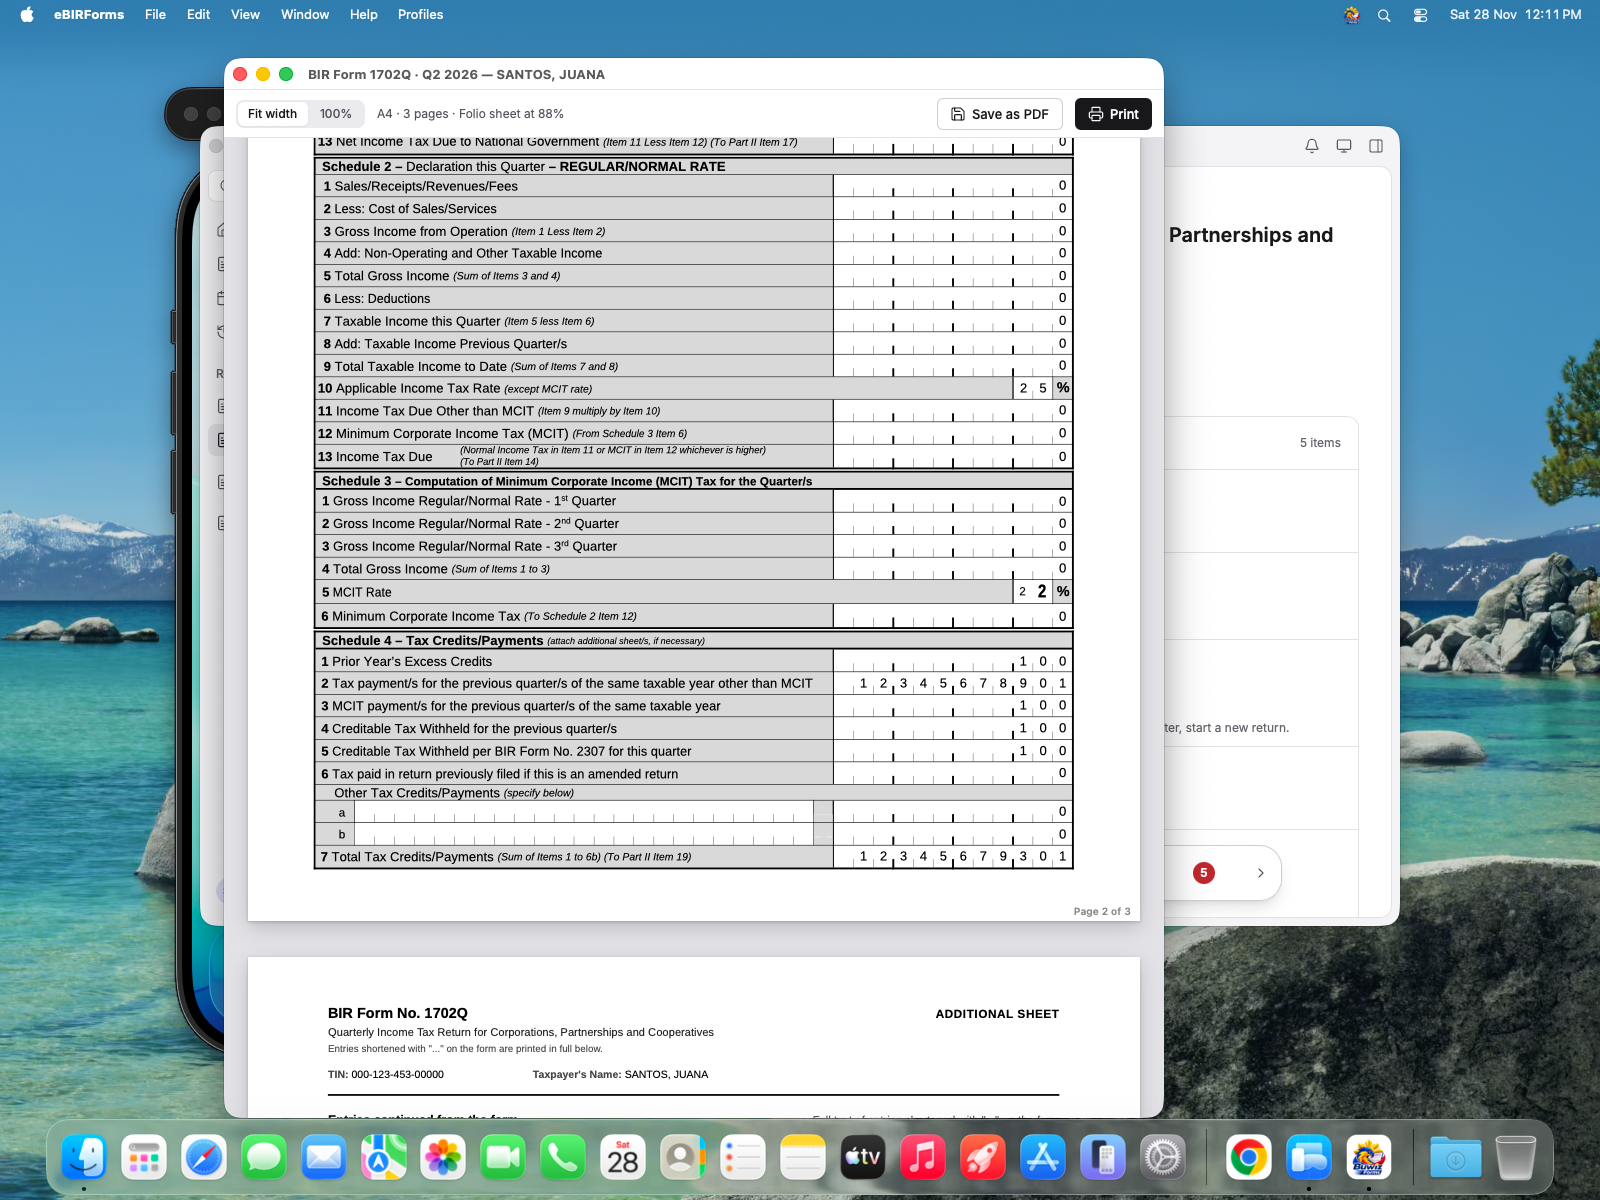 eBIRForms File Edit View Window Help Profiles
Sat 28 Nov 12:11 PM
BIR Form 1702Q · Q2 2026 — SANTOS, JUANA
Fit width 100% A4 · 3 pages · Folio sheet at 88%
Save as PDF Print
13 Net Income Tax Due to National Government (Item 11 Less Item 12) (To Part II Item 17) 0
Schedule 2 – Declaration this Quarter – REGULAR/NORMAL RATE
1 Sales/Receipts/Revenues/Fees 0
2 Less: Cost of Sales/Services 0
3 Gross Income from Operation (Item 1 Less Item 2) 0
4 Add: Non-Operating and Other Taxable Income 0
5 Total Gross Income (Sum of Items 3 and 4) 0
6 Less: Deductions 0
7 Taxable Income this Quarter (Item 5 less Item 6) 0
8 Add: Taxable Income Previous Quarter/s 0
9 Total Taxable Income to Date (Sum of Items 7 and 8) 0
10 Applicable Income Tax Rate (except MCIT rate) 2 5 %
11 Income Tax Due Other than MCIT (Item 9 multiply by Item 10) 0
12 Minimum Corporate Income Tax (MCIT) (From Schedule 3 Item 6) 0
13 Income Tax Due (Normal Income Tax in Item 11 or MCIT in Item 12 whichever is higher) 0
(To Part II Item 14)
Schedule 3 – Computation of Minimum Corporate Income (MCIT) Tax for the Quarter/s
1 Gross Income Regular/Normal Rate - 1st Quarter 0
2 Gross Income Regular/Normal Rate - 2nd Quarter 0
3 Gross Income Regular/Normal Rate - 3rd Quarter 0
4 Total Gross Income (Sum of Items 1 to 3) 0
5 MCIT Rate 2 2 %
6 Minimum Corporate Income Tax (To Schedule 2 Item 12) 0
Schedule 4 – Tax Credits/Payments (attach additional sheet/s, if necessary)
1 Prior Year's Excess Credits 1 0 0
2 Tax payment/s for the previous quarter/s of the same taxable year other than MCIT 1 2 3 4 5 6 7 8 9 0 1
3 MCIT payment/s for the previous quarter/s of the same taxable year 1 0 0
4 Creditable Tax Withheld for the previous quarter/s 1 0 0
5 Creditable Tax Withheld per BIR Form No. 2307 for this quarter 1 0 0
6 Tax paid in return previously filed if this is an amended return 0
Other Tax Credits/Payments (specify below)
a 0
b 0
7 Total Tax Credits/Payments (Sum of Items 1 to 6b) (To Part II Item 19) 1 2 3 4 5 6 7 9 3 0 1
Page 2 of 3
BIR Form No. 1702Q
ADDITIONAL SHEET
Quarterly Income Tax Return for Corporations, Partnerships and Cooperatives
Entries shortened with "..." on the form are printed in full below.
TIN: 000-123-453-00000 Taxpayer's Name: SANTOS, JUANA
Entries continued from the form
Partnerships and
5 items
ter, start a new return.
5
Sat
28
tv
BUWIZ
Forms